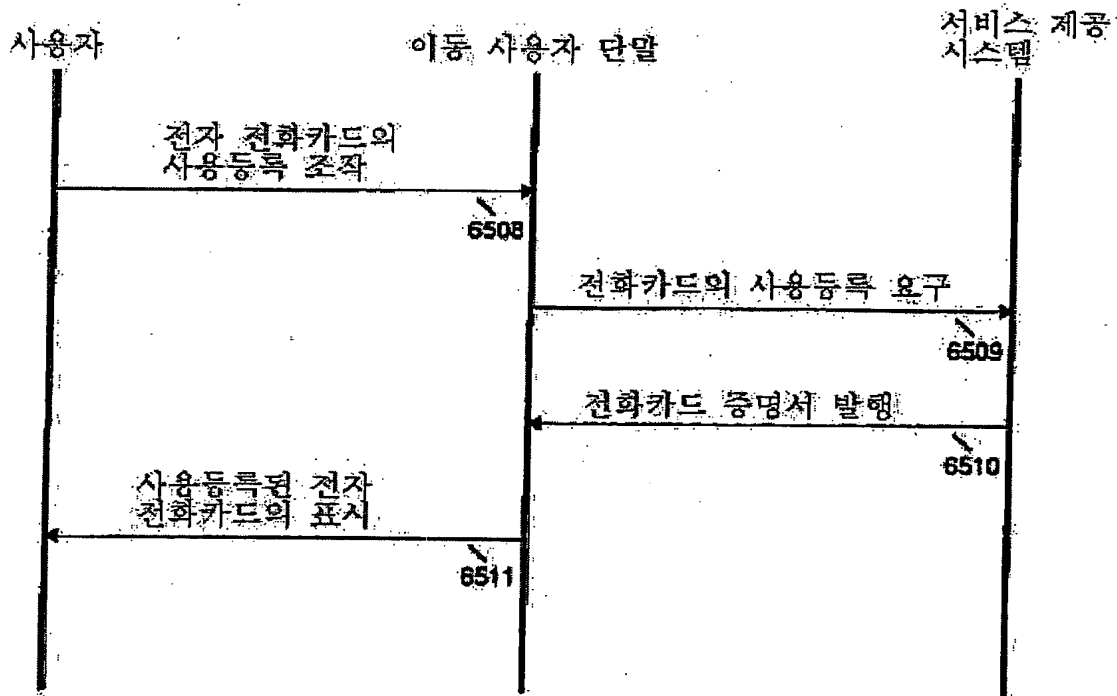 사용자
이동 사용자 단말
서비스 제공
시스템
전자 전화카드의
사용등록 조작
6508
전화카드의 사용등록 요구
6509
전화카드 증명서 발행
6510
사용등록된 전자
전화카드의 표시
6511